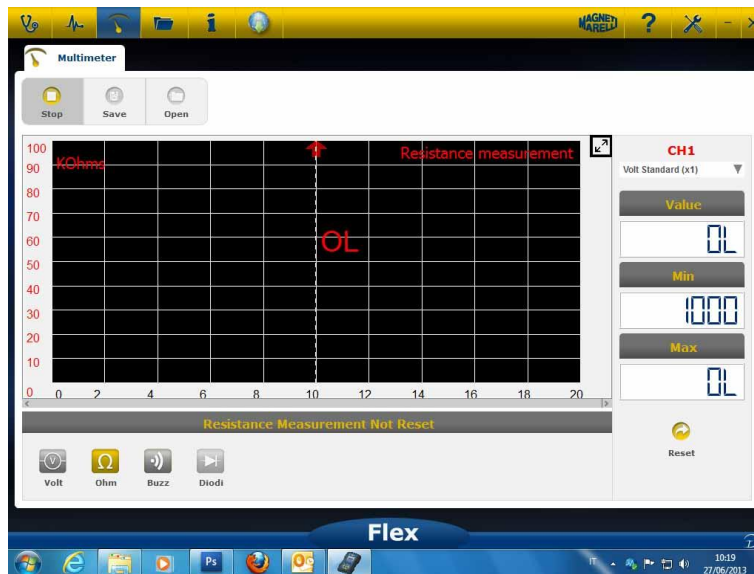 MAGNETI
MARELLI
?
Multimeter
Stop
Save
Open
100
90
80
70
60
50
40
30
20
10
0
KOhms
Resistance measurement
OL
0 2 4 6 8 10 12 14 16 18 20
CH1
Volt Standard (x1)
Value
OL
Min
1000
Max
OL
Reset
Resistance Measurement Not Reset
Volt
Ohm
Buzz
Diodi
Flex
Ps
IT
10:19
27/06/2013